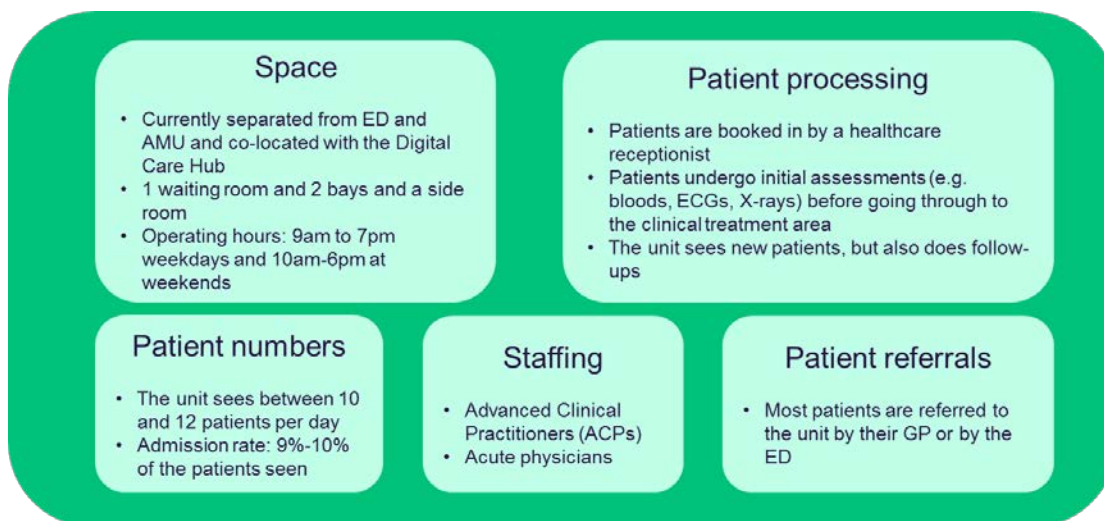 Space
• Currently separated from ED and
AMU and co-located with the Digital
Care Hub
• 1 waiting room and 2 bays and a side
room
• Operating hours: 9am to 7pm
weekdays and 10am-6pm at
weekends
Patient processing
• Patients are booked in by a healthcare
receptionist
• Patients undergo initial assessments (e.g.
bloods, ECGs, X-rays) before going through to
the clinical treatment area
• The unit sees new patients, but also does follow-
ups
Patient numbers
• The unit sees between 10
and 12 patients per day
• Admission rate: 9%-10%
of the patients seen
Staffing
• Advanced Clinical
Practitioners (ACPs)
• Acute physicians
Patient referrals
• Most patients are referred to
the unit by their GP or by the
ED